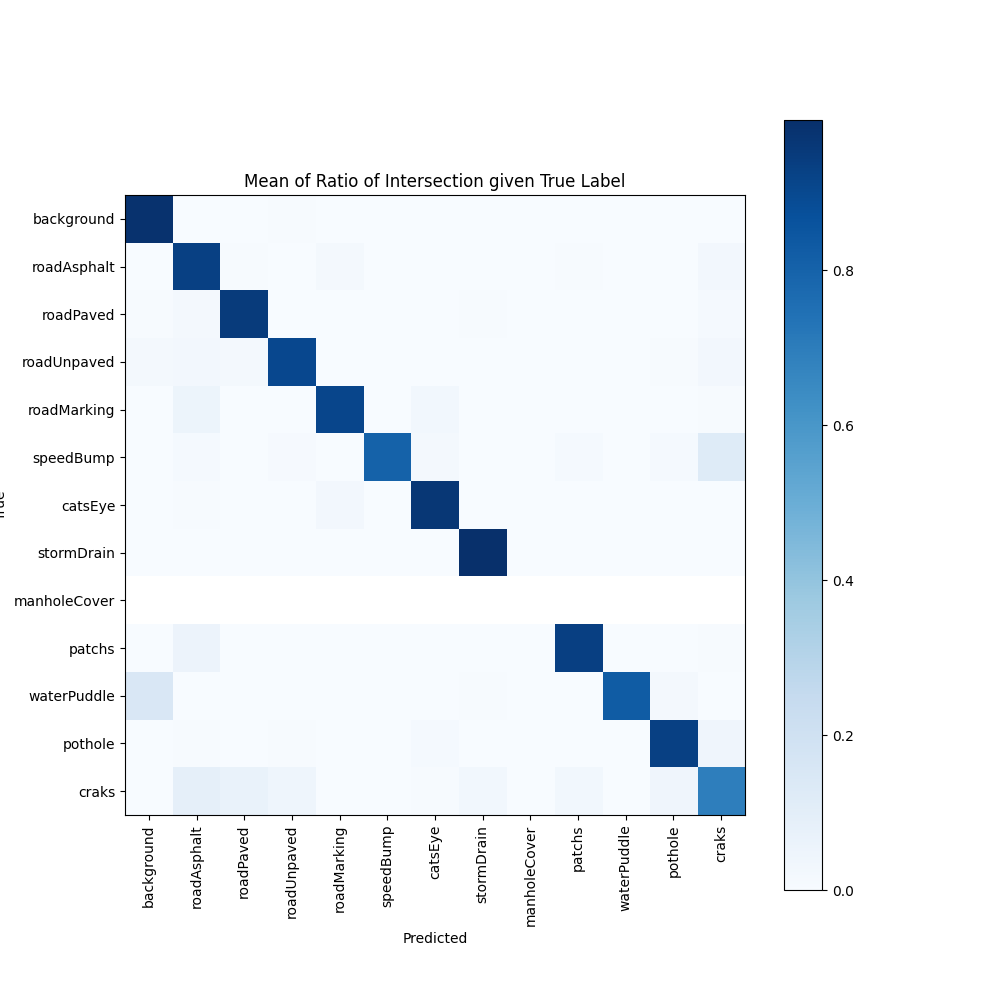 Mean of Ratio of Intersection given True Label
background
roadAsphalt
roadPaved
roadUnpaved
roadMarking
speedBump
catsEye
stormDrain
manholeCover
patchs
waterPuddle
pothole
craks
background
roadAsphalt
roadPaved
roadUnpaved
roadMarking
speedBump
catsEye
stormDrain
manholeCover
patchs
waterPuddle
pothole
craks
Predicted
0.8
0.6
0.4
0.2
0.0